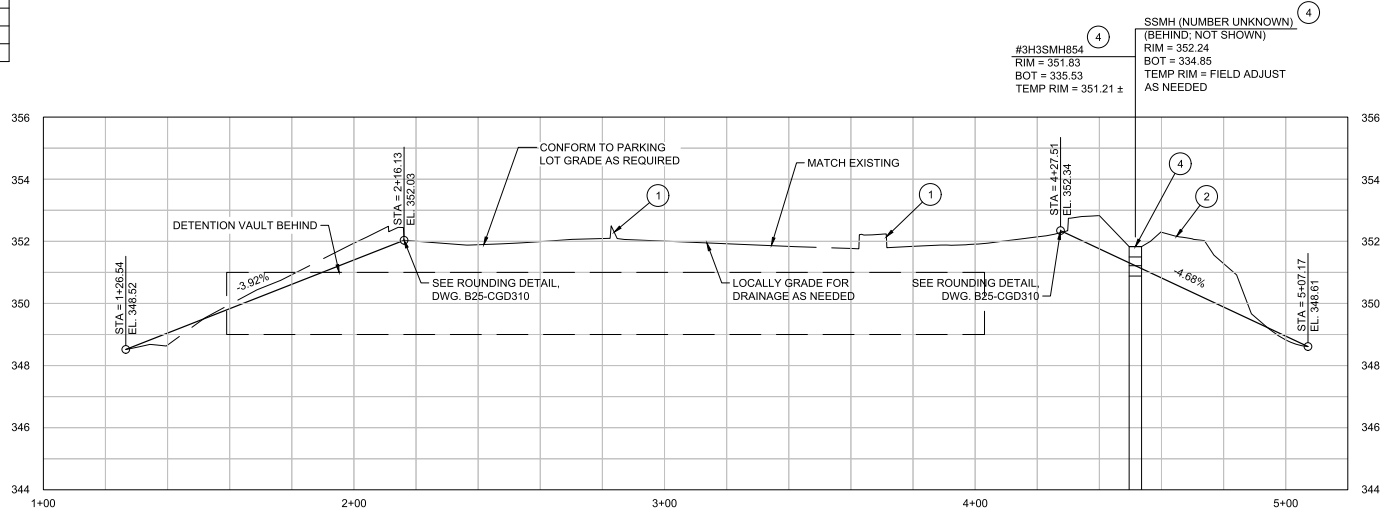 4
SSMH (NUMBER UNKNOWN)
(BEHIND; NOT SHOWN)
RIM = 352.24
BOT = 334.85
TEMP RIM = FIELD ADJUST
AS NEEDED
4
#3H3SMH854
RIM = 351.83
BOT = 335.53
TEMP RIM = 351.21 ±
356
354
352
350
348
346
344
356
354
352
350
348
346
344
STA = 1+26.54
EL. 348.52
-3.92%
DETENTION VAULT BEHIND
STA = 2+16.13
EL. 352.03
CONFORM TO PARKING
LOT GRADE AS REQUIRED
SEE ROUNDING DETAIL,
DWG. B25-CGD310
1
MATCH EXISTING
LOCALLY GRADE FOR
DRAINAGE AS NEEDED
1
STA = 4+27.51
EL. 352.34
SEE ROUNDING DETAIL,
DWG. B25-CGD310
4
2
-4.68%
STA = 5+07.17
EL. 348.61
1+00
2+00
3+00
4+00
5+00